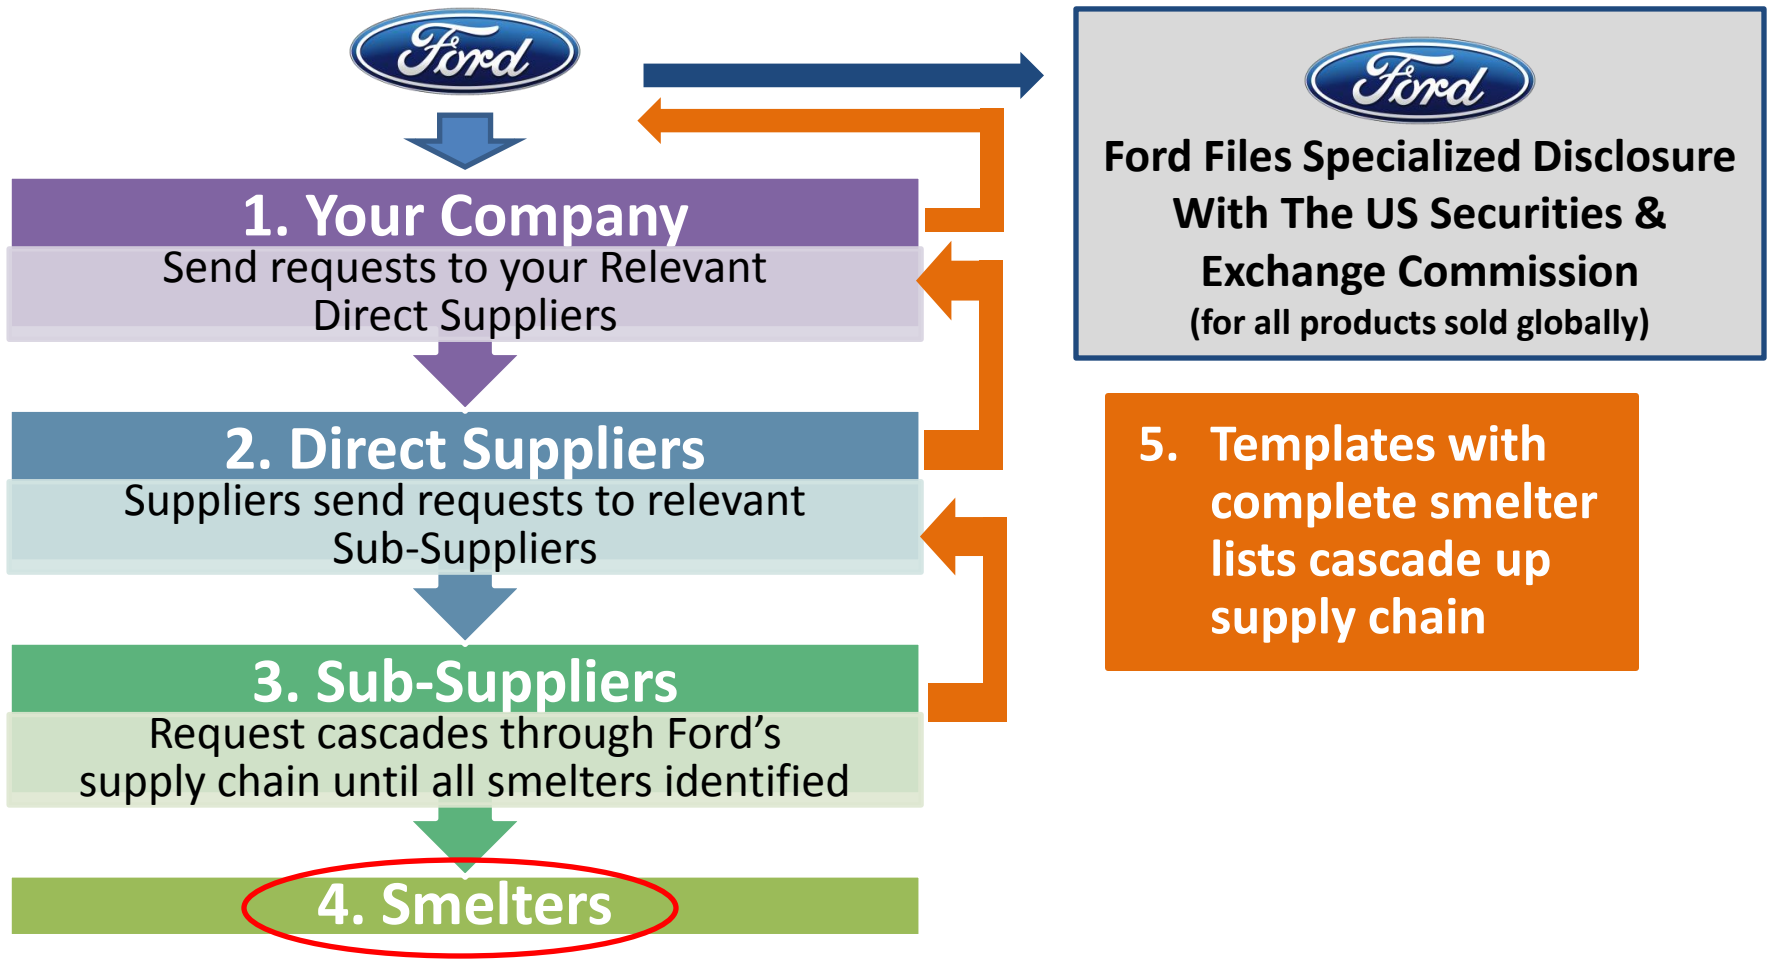 Ford
1. Your Company
Send requests to your Relevant
Direct Suppliers
2. Direct Suppliers
Suppliers send requests to relevant
Sub-Suppliers
3. Sub-Suppliers
Request cascades through Ford’s
supply chain until all smelters identified
4. Smelters
Ford
Ford Files Specialized Disclosure
With The US Securities &
Exchange Commission
(for all products sold globally)
5. Templates with
complete smelter
lists cascade up
supply chain